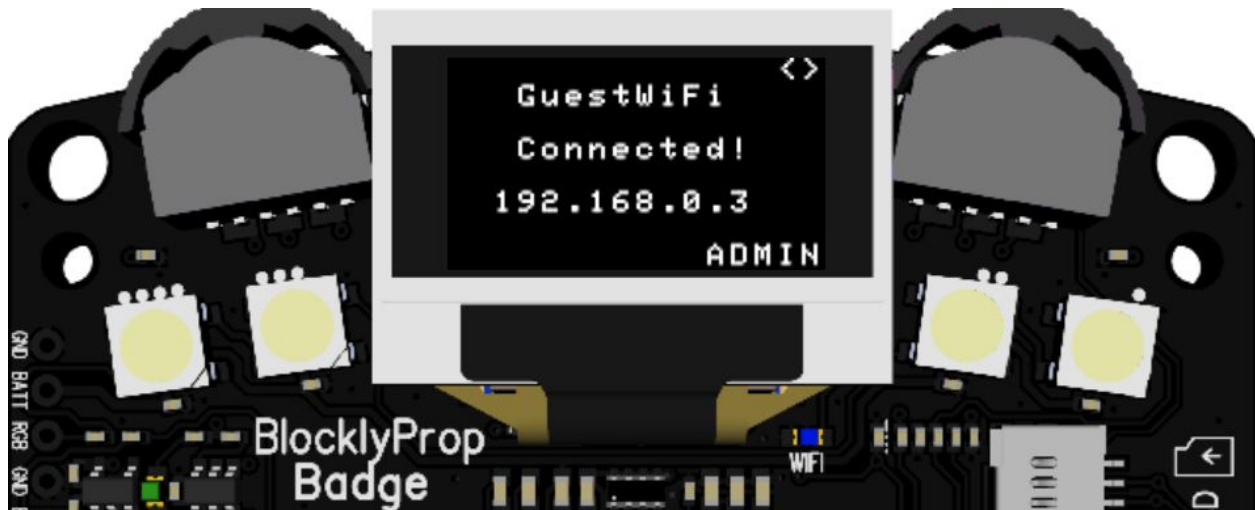 <>
GuestWiFi
Connected!
192.168.0.3
ADMIN
GND
BATT
RGB
GND
BlocklyProp
Badge
WIFI
D